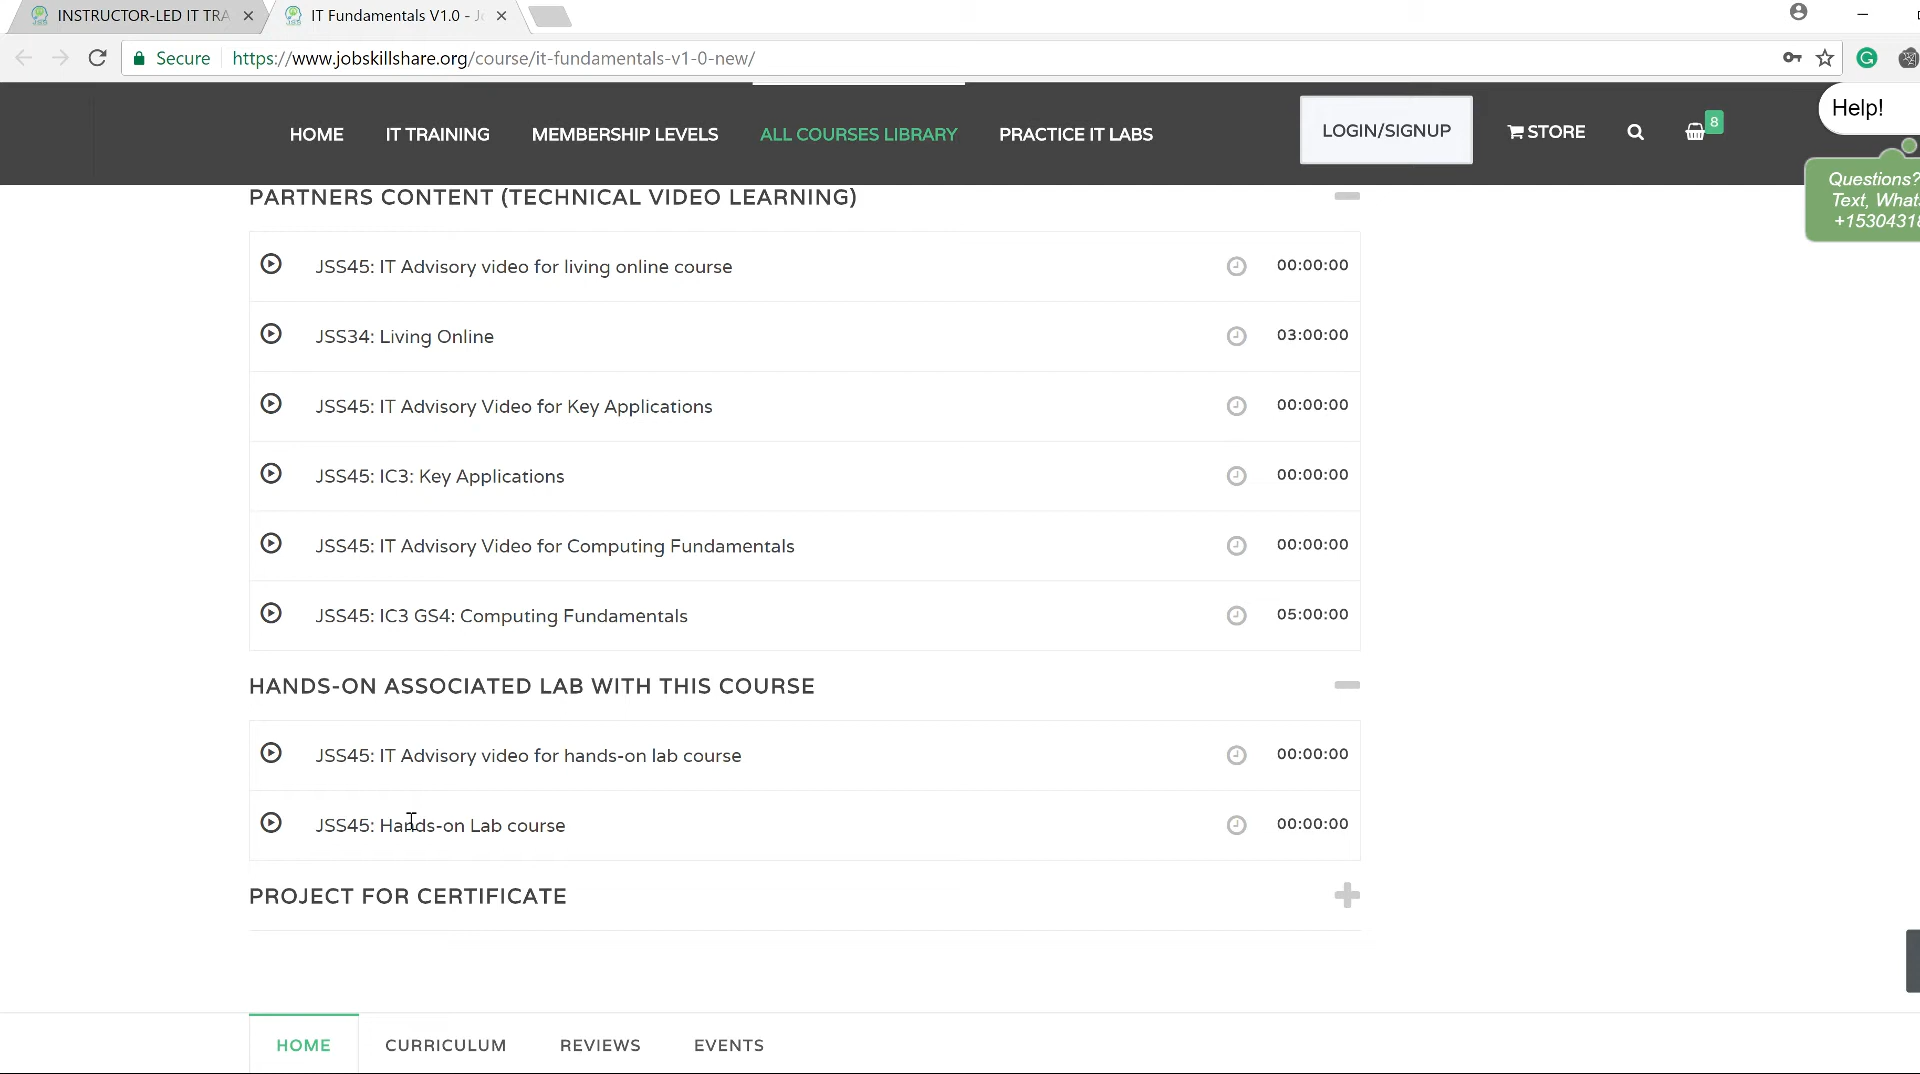 INSTRUCTOR-LED IT TRA
IT Fundamentals V1.0 - J
Secure https://www.jobskillshare.org/course/it-fundamentals-v1-0-new/
Help!
HOME IT TRAINING MEMBERSHIP LEVELS ALL COURSES LIBRARY PRACTICE IT LABS LOGIN/SIGNUP STORE 8
Questions?
Text, Whats
+15304318
PARTNERS CONTENT (TECHNICAL VIDEO LEARNING)
JSS45: IT Advisory video for living online course 00:00:00
JSS34: Living Online 03:00:00
JSS45: IT Advisory Video for Key Applications 00:00:00
JSS45: IC3: Key Applications 00:00:00
JSS45: IT Advisory Video for Computing Fundamentals 00:00:00
JSS45: IC3 GS4: Computing Fundamentals 05:00:00
HANDS-ON ASSOCIATED LAB WITH THIS COURSE
JSS45: IT Advisory video for hands-on lab course 00:00:00
JSS45: Hands-on Lab course 00:00:00
PROJECT FOR CERTIFICATE
HOME CURRICULUM REVIEWS EVENTS